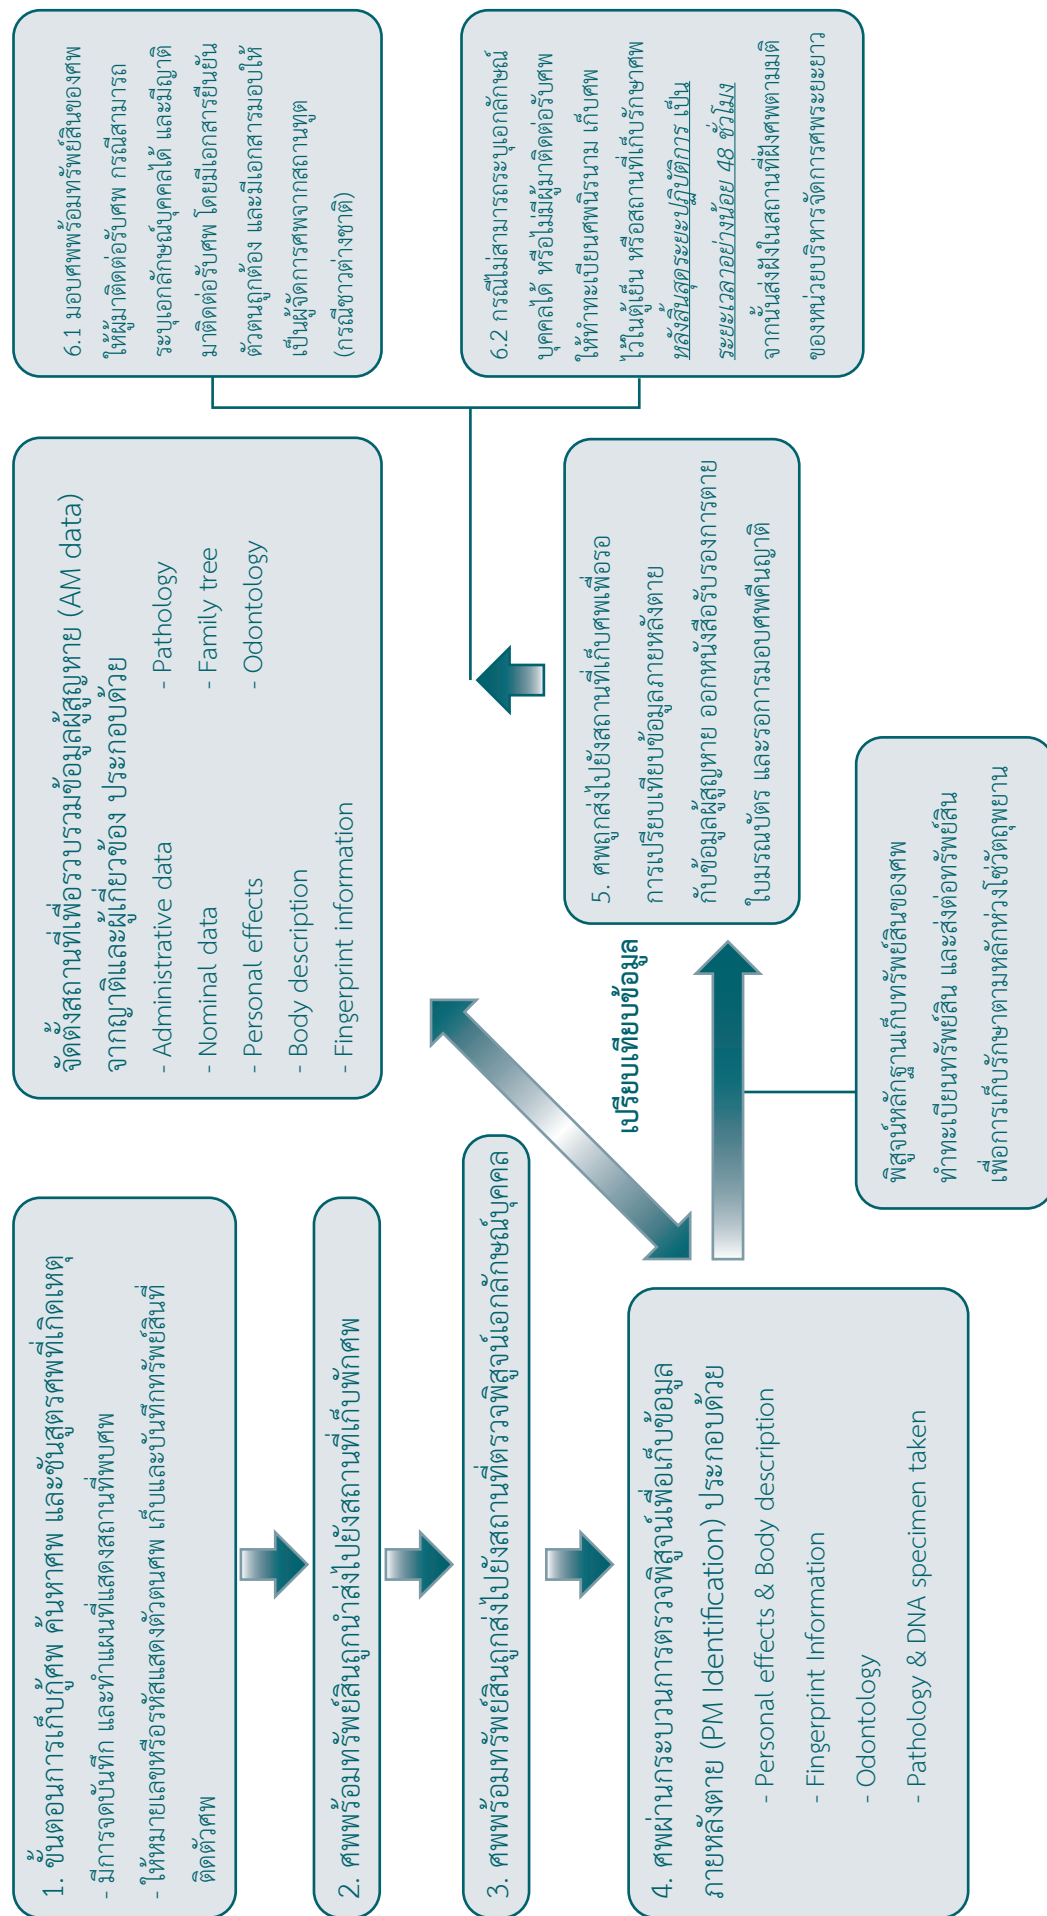 1. ขั้นตอนการเก็บกู้ศพ ค้นหาศพ และชันสูตรศพที่เกิดเหตุ
- มีการจดบันทึก และทำแผนที่แสดงสถานที่พบศพ
- ให้หมายเลขหรือรหัสแสดงตัวตนศพ เก็บและบันทึกทรัพย์สินที่
ติดตัวศพ
2. ศพพร้อมทรัพย์สินถูกนำส่งไปยังสถานที่เก็บพักศพ
3. ศพพร้อมทรัพย์สินถูกส่งไปยังสถานที่ตรวจพิสูจน์เอกลักษณ์บุคคล
4. ศพผ่านกระบวนการตรวจพิสูจน์เพื่อเก็บข้อมูล
ภายหลังตาย (PM Identification) ประกอบด้วย
- Personal effects & Body description
- Fingerprint Information
- Odontology
- Pathology & DNA specimen taken
จัดตั้งสถานที่เพื่อรวบรวมข้อมูลผู้สูญหาย (AM data)
จากญาติและผู้เกี่ยวข้อง ประกอบด้วย
- Administrative data
- Pathology
- Nominal data
- Family tree
- Personal effects
- Odontology
- Body description
- Fingerprint information
เปรียบเทียบข้อมูล
5. ศพถูกส่งไปยังสถานที่เก็บศพเพื่อรอ
การเปรียบเทียบข้อมูลภายหลังตาย
กับข้อมูลผู้สูญหาย ออกหนังสือรับรองการตาย
ใบมรณบัตร และรอการมอบศพคืนญาติ
พิสูจน์หลักฐานเก็บทรัพย์สินของศพ
ทำทะเบียนทรัพย์สิน และส่งต่อทรัพย์สิน
เพื่อการเก็บรักษาตามหลักห่วงโซ่วัตถุพยาน
6.1 มอบศพพร้อมทรัพย์สินของศพ
ให้ผู้มาติดต่อรับศพ กรณีสามารถ
ระบุเอกลักษณ์บุคคลได้ และมีญาติ
มาติดต่อรับศพ โดยมีเอกสารยืนยัน
ตัวตนถูกต้อง และมีเอกสารมอบให้
เป็นผู้จัดการศพจากสถานทูต
(กรณีชาวต่างชาติ)
6.2 กรณีไม่สามารถระบุเอกลักษณ์
บุคคลได้ หรือไม่มีผู้มาติดต่อรับศพ
ให้ทำทะเบียนศพนิรนาม เก็บศพ
ไว้ในตู้เย็น หรือสถานที่เก็บรักษาศพ
หลังสิ้นสุดระยะปฏิบัติการ เป็น
ระยะเวลาอย่างน้อย 48 ชั่วโมง
จากนั้นส่งฝังในสถานที่ฝังศพตามมติ
ของหน่วยบริหารจัดการศพระยะยาว